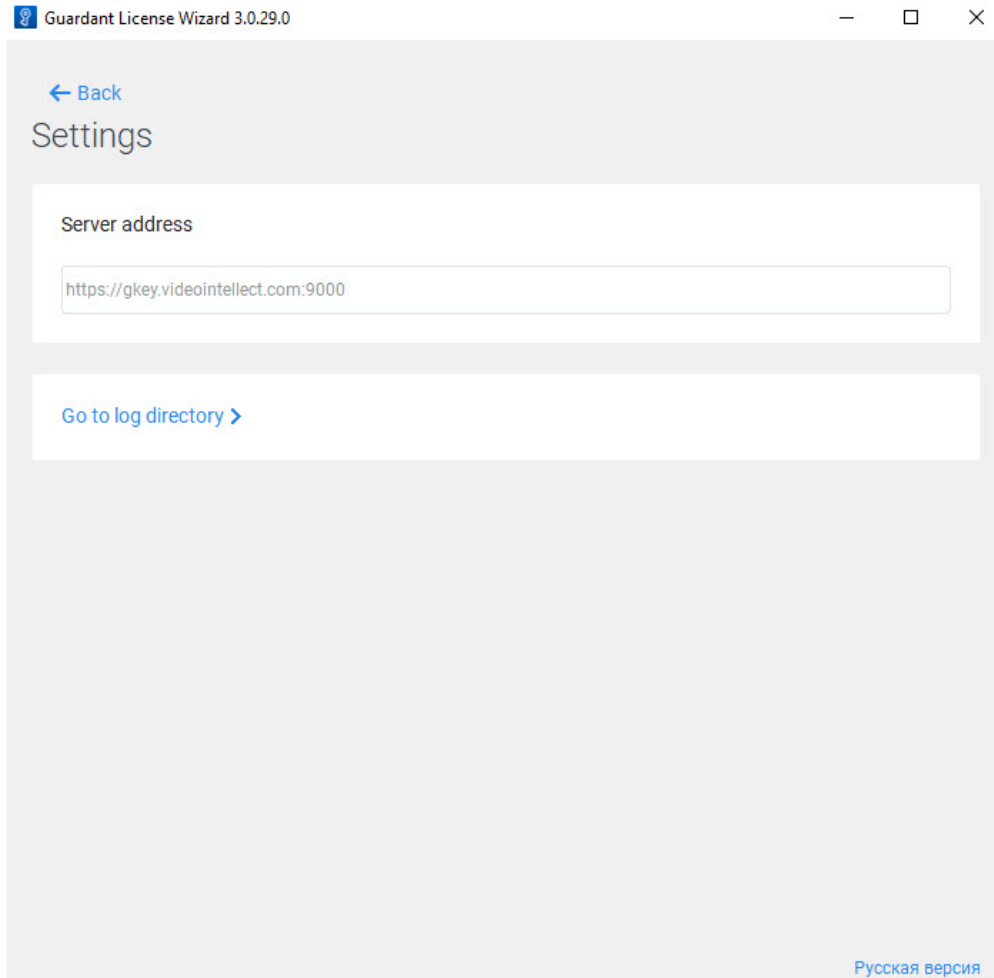 Guardant License Wizard 3.0.29.0
Back
Settings
Server address
https://gkey.videointellect.com:9000
Go to log directory
Русская версия